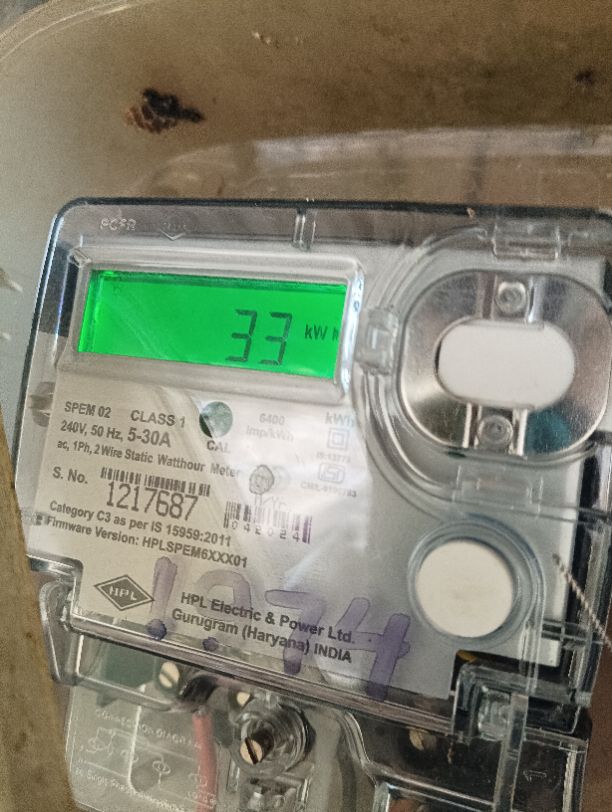 33 kW
SPEM 02 CLASS 1
240V, 50 Hz, 5-30A
ac, 1Ph, 2 Wire Static Watthour Meter
CAL
6400
imp/kWh
kWh
S. No.
1217687
042024
Category C3 as per IS 15959:2011
Firmware Version: HPLSPEM6XXX01
HPL
HPL Electric & Power Ltd.
Gurugram (Haryana) INDIA